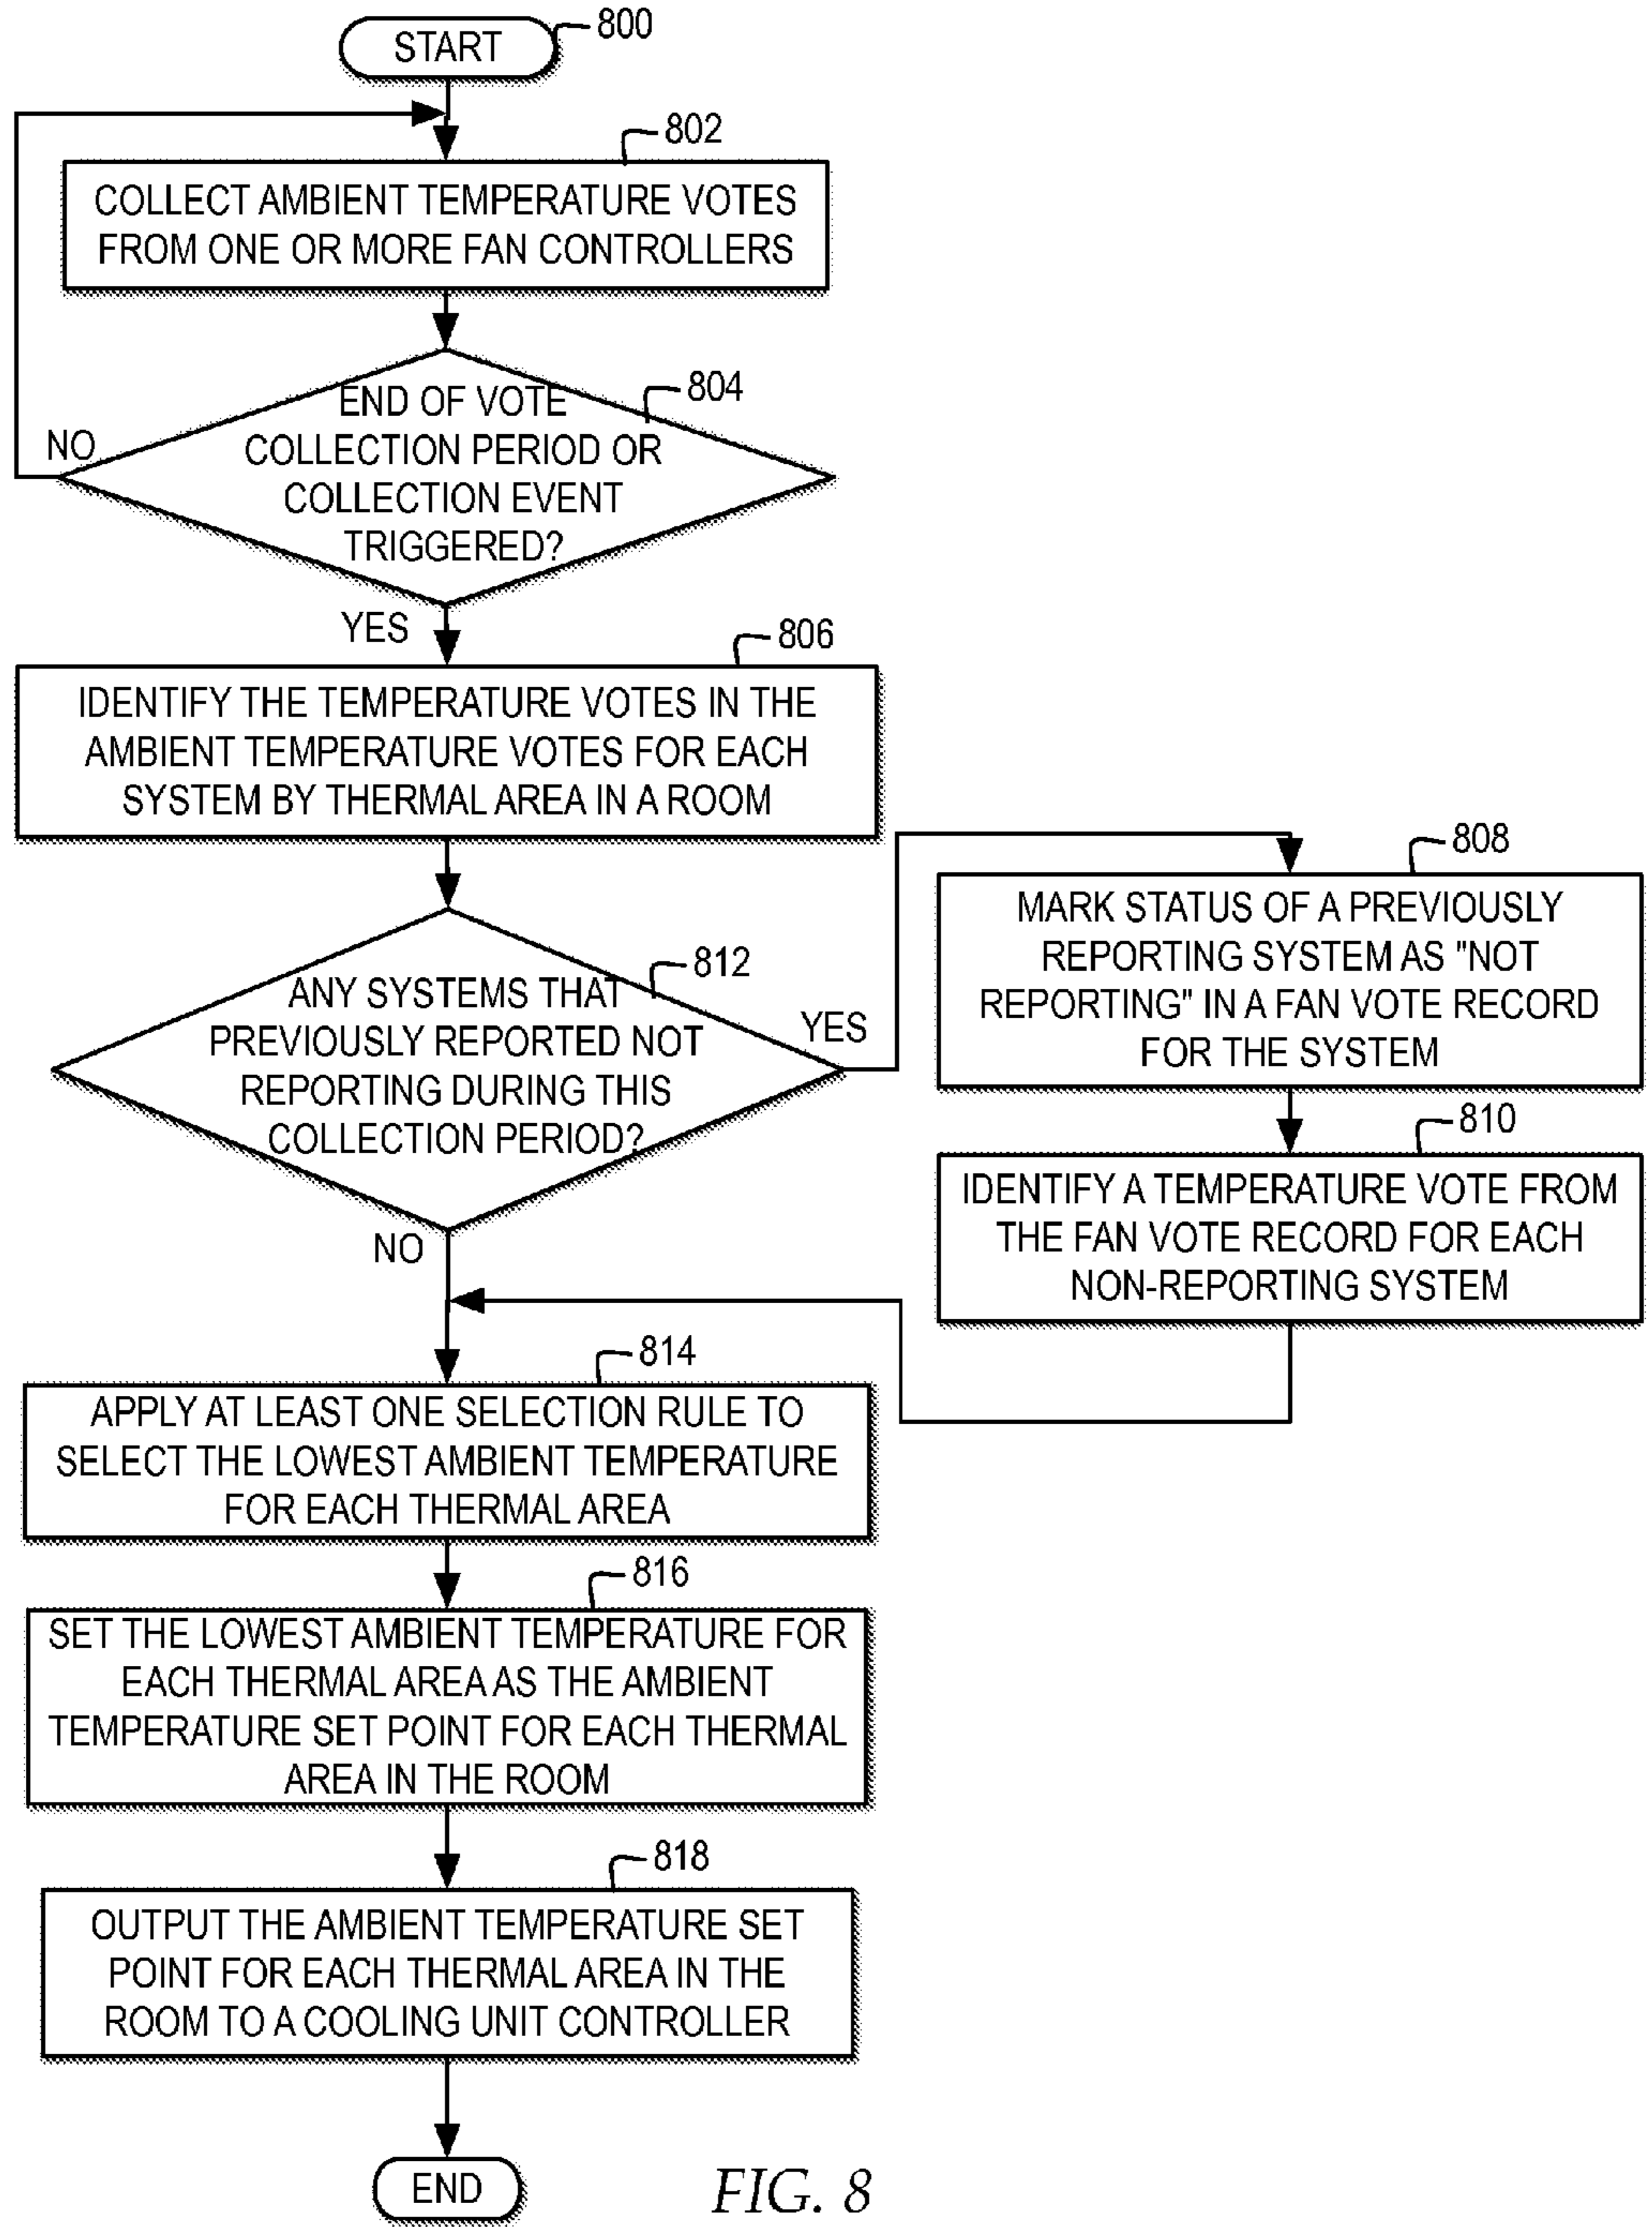 START
800
802
COLLECT AMBIENT TEMPERATURE VOTES
FROM ONE OR MORE FAN CONTROLLERS
804
END OF VOTE
COLLECTION PERIOD OR
COLLECTION EVENT
TRIGGERED?
NO
YES
806
IDENTIFY THE TEMPERATURE VOTES IN THE
AMBIENT TEMPERATURE VOTES FOR EACH
SYSTEM BY THERMAL AREA IN A ROOM
812
ANY SYSTEMS THAT
PREVIOUSLY REPORTED NOT
REPORTING DURING THIS
COLLECTION PERIOD?
YES
NO
808
MARK STATUS OF A PREVIOUSLY
REPORTING SYSTEM AS "NOT
REPORTING" IN A FAN VOTE RECORD
FOR THE SYSTEM
810
IDENTIFY A TEMPERATURE VOTE FROM
THE FAN VOTE RECORD FOR EACH
NON-REPORTING SYSTEM
814
APPLY AT LEAST ONE SELECTION RULE TO
SELECT THE LOWEST AMBIENT TEMPERATURE
FOR EACH THERMAL AREA
816
SET THE LOWEST AMBIENT TEMPERATURE FOR
EACH THERMAL AREA AS THE AMBIENT
TEMPERATURE SET POINT FOR EACH THERMAL
AREA IN THE ROOM
818
OUTPUT THE AMBIENT TEMPERATURE SET
POINT FOR EACH THERMAL AREA IN THE
ROOM TO A COOLING UNIT CONTROLLER
END
FIG. 8